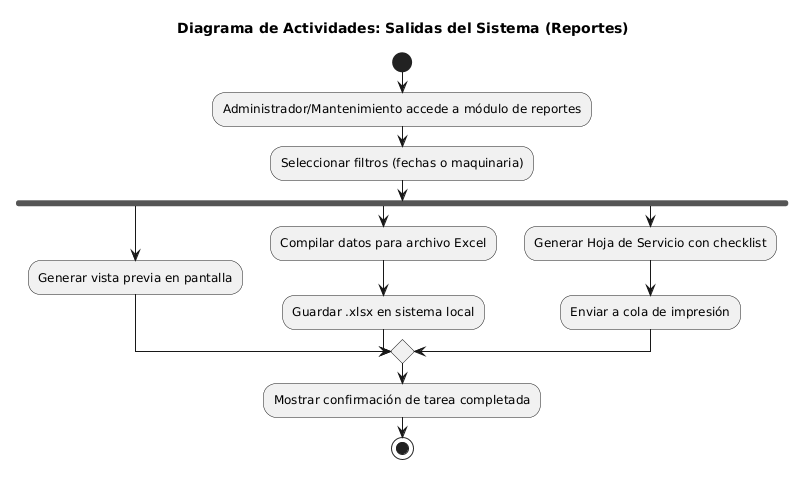 Diagrama de Actividades: Salidas del Sistema (Reportes)
Administrador/Mantenimiento accede a módulo de reportes
Seleccionar filtros (fechas o maquinaria)
Generar vista previa en pantalla
Compilar datos para archivo Excel
Guardar .xlsx en sistema local
Generar Hoja de Servicio con checklist
Enviar a cola de impresión
Mostrar confirmación de tarea completada